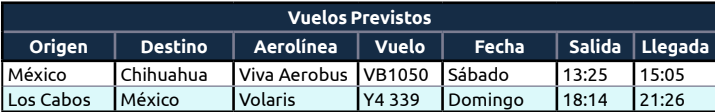 Vuelos Previstos
Origen Destino Aerolínea Vuelo Fecha Salida Llegada
México Chihuahua Viva Aerobus VB1050 Sábado 13:25 15:05
Los Cabos México Volaris Y4 339 Domingo 18:14 21:26